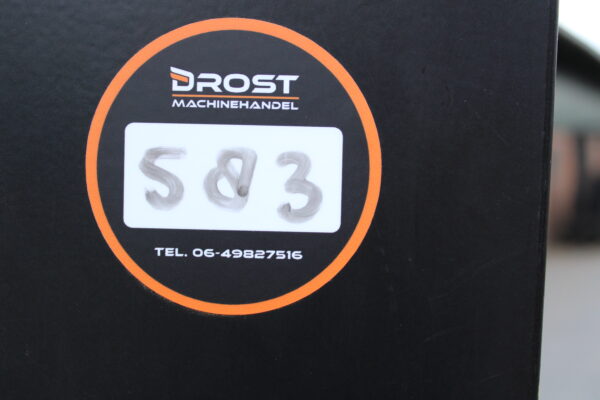 DROST
MACHINEHANDEL
583
TEL. 06-49827516